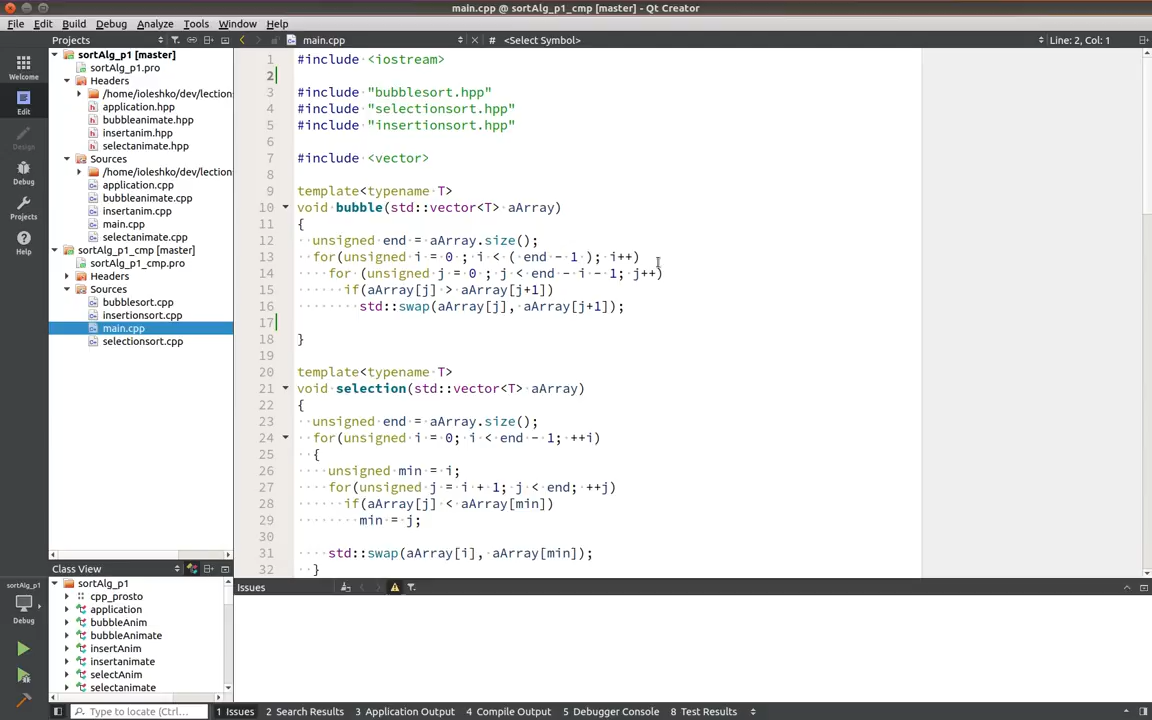 main.cpp @ sortAlg_p1_cmp [master] - Qt Creator
File Edit Build Debug Analyze Tools Window Help
Projects
main.cpp
# <Select Symbol>
Line: 2, Col: 1
Welcome
Edit
Design
Debug
Projects
Help
sortAlg_p1 [master]
sortAlg_p1.pro
Headers
/home/ioleshko/dev/lection
application.hpp
bubbleanimate.hpp
insertanim.hpp
selectanimate.hpp
Sources
/home/ioleshko/dev/lection
application.cpp
bubbleanimate.cpp
insertanim.cpp
main.cpp
selectanimate.cpp
sortAlg_p1_cmp [master]
sortAlg_p1_cmp.pro
Headers
Sources
bubblesort.cpp
insertionsort.cpp
main.cpp
selectionsort.cpp
1 #include <iostream>
2
3 #include "bubblesort.hpp"
4 #include "selectionsort.hpp"
5 #include "insertionsort.hpp"
6
7 #include <vector>
8
9 template<typename T>
10 void bubble(std::vector<T> aArray)
11 {
12 unsigned end = aArray.size();
13 for(unsigned i = 0 ; i < ( end - 1 ); i++)
14 for (unsigned j = 0 ; j < end - i - 1; j++)
15 if(aArray[j] > aArray[j+1])
16 std::swap(aArray[j], aArray[j+1]);
17
18 }
19
20 template<typename T>
21 void selection(std::vector<T> aArray)
22 {
23 unsigned end = aArray.size();
24 for(unsigned i = 0; i < end - 1; ++i)
25 {
26 unsigned min = i;
27 for(unsigned j = i + 1; j < end; ++j)
28 if(aArray[j] < aArray[min])
29 min = j;
30
31 std::swap(aArray[i], aArray[min]);
32 }
Class View
sortAlg_p1
cpp_prosto
application
bubbleAnim
bubbleAnimate
insertAnim
insertanimate
selectAnim
selectanimate
Issues
sortAlg_p1
Debug
Type to locate (Ctrl...
1 Issues 2 Search Results 3 Application Output 4 Compile Output 5 Debugger Console 8 Test Results